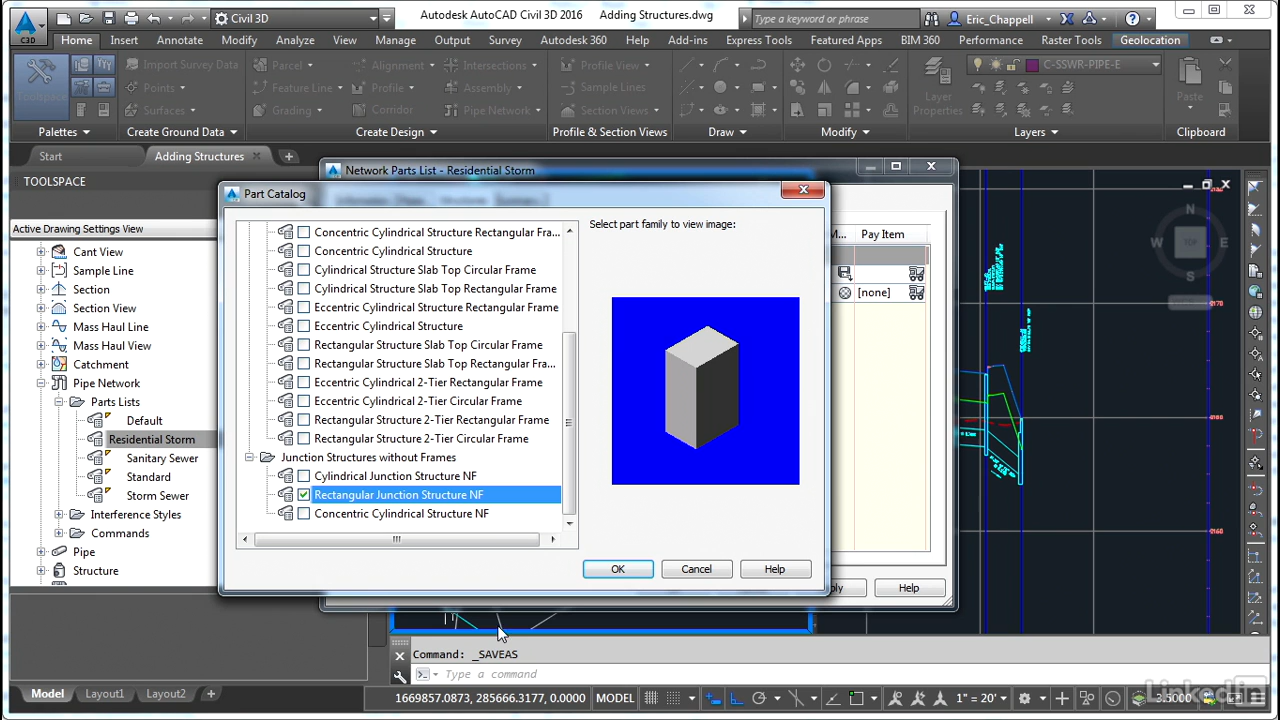 Civil 3D
Autodesk AutoCAD Civil 3D 2016 Adding Structures.dwg
Type a keyword or phrase
Eric_Chappell
C3D
Home Insert Annotate Modify Analyze View Manage Output Survey Autodesk 360 Help Add-ins Express Tools Featured Apps BIM 360 Performance Raster Tools Geolocation
Toolspace
Import Survey Data
Points
Surfaces
Parcel
Feature Line
Grading
Alignment
Profile
Corridor
Intersections
Assembly
Pipe Network
Profile View
Sample Lines
Section Views
Layer
Properties
C-SSWR-PIPE-E
Paste
Palettes Create Ground Data Create Design Profile & Section Views Draw Modify Layers Clipboard
Start
Adding Structures
TOOLSPACE
Active Drawing Settings View
Cant View
Sample Line
Section
Section View
Mass Haul Line
Mass Haul View
Catchment
Pipe Network
Parts Lists
Default
Residential Storm
Sanitary Sewer
Standard
Storm Sewer
Interference Styles
Commands
Pipe
Structure
Network Parts List - Residential Storm
M... Pay Item
[none]
Help
Part Catalog
Concentric Cylindrical Structure Rectangular Fra...
Concentric Cylindrical Structure
Cylindrical Structure Slab Top Circular Frame
Cylindrical Structure Slab Top Rectangular Frame
Eccentric Cylindrical Structure Rectangular Frame
Eccentric Cylindrical Structure
Rectangular Structure Slab Top Circular Frame
Rectangular Structure Slab Top Rectangular Fra...
Eccentric Cylindrical 2-Tier Rectangular Frame
Eccentric Cylindrical 2-Tier Circular Frame
Rectangular Structure 2-Tier Rectangular Frame
Rectangular Structure 2-Tier Circular Frame
Junction Structures without Frames
Cylindrical Junction Structure NF
Rectangular Junction Structure NF
Concentric Cylindrical Structure NF
Select part family to view image:
OK Cancel Help
N
W TOP E
S
Command: _SAVEAS
Type a command
Model Layout1 Layout2 +
1669857.0873, 285666.3177, 0.0000 MODEL
1" = 20'
3.5000
LinkedIn